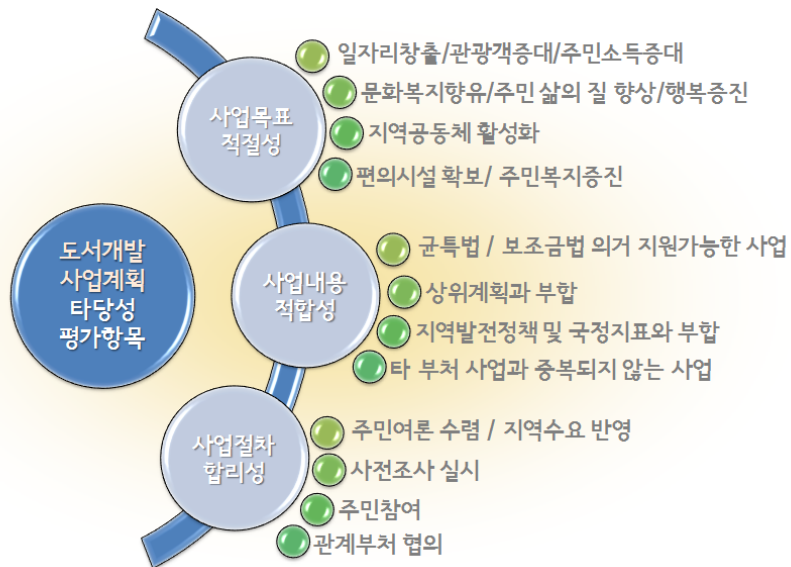 도서개발
사업계획
타당성
평가항목
사업목표
적절성
일자리창출/관광객증대/주민소득증대
문화복지향유/주민 삶의 질 향상/행복증진
지역공동체 활성화
편의시설 확보/ 주민복지증진
사업내용
적합성
균특법 / 보조금법 의거 지원가능한 사업
상위계획과 부합
지역발전정책 및 국정지표와 부합
타 부처 사업과 중복되지 않는 사업
사업절차
합리성
주민여론 수렴 / 지역수요 반영
사전조사 실시
주민참여
관계부처 협의